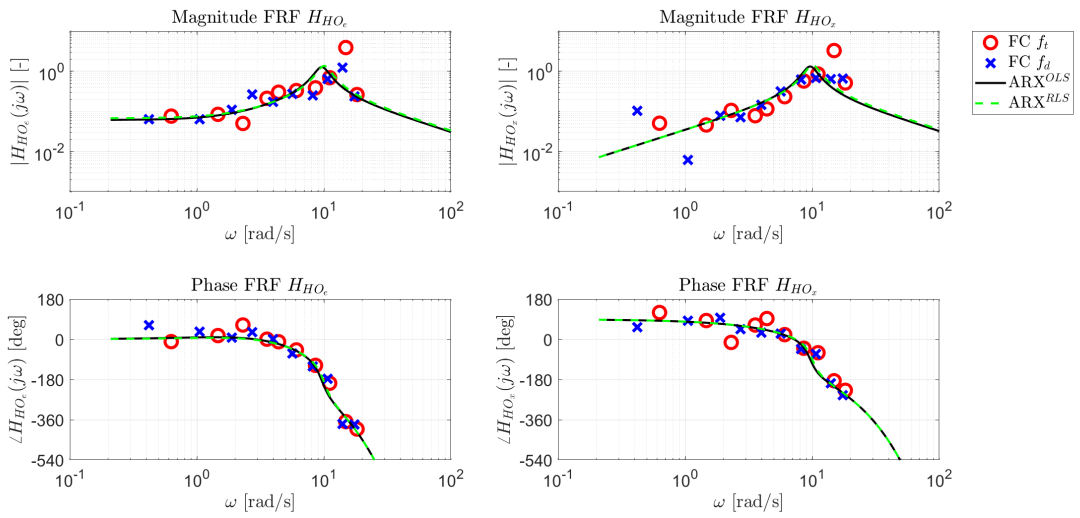 Magnitude FRF $H_{HO_e}$
10^0
10^{-2}
|H_{HO_e}(jω)| [-]
10^{-1} 10^0 10^1 10^2
ω [rad/s]
Magnitude FRF $H_{HO_x}$
10^0
10^{-2}
|H_{HO_x}(jω)| [-]
10^{-1} 10^0 10^1 10^2
ω [rad/s]
FC f_t
FC f_d
ARX^{OLS}
ARX^{RLS}
Phase FRF $H_{HO_e}$
180
0
-180
-360
-540
∠H_{HO_e}(jω) [deg]
10^{-1} 10^0 10^1 10^2
ω [rad/s]
Phase FRF $H_{HO_x}$
180
0
-180
-360
-540
∠H_{HO_x}(jω) [deg]
10^{-1} 10^0 10^1 10^2
ω [rad/s]